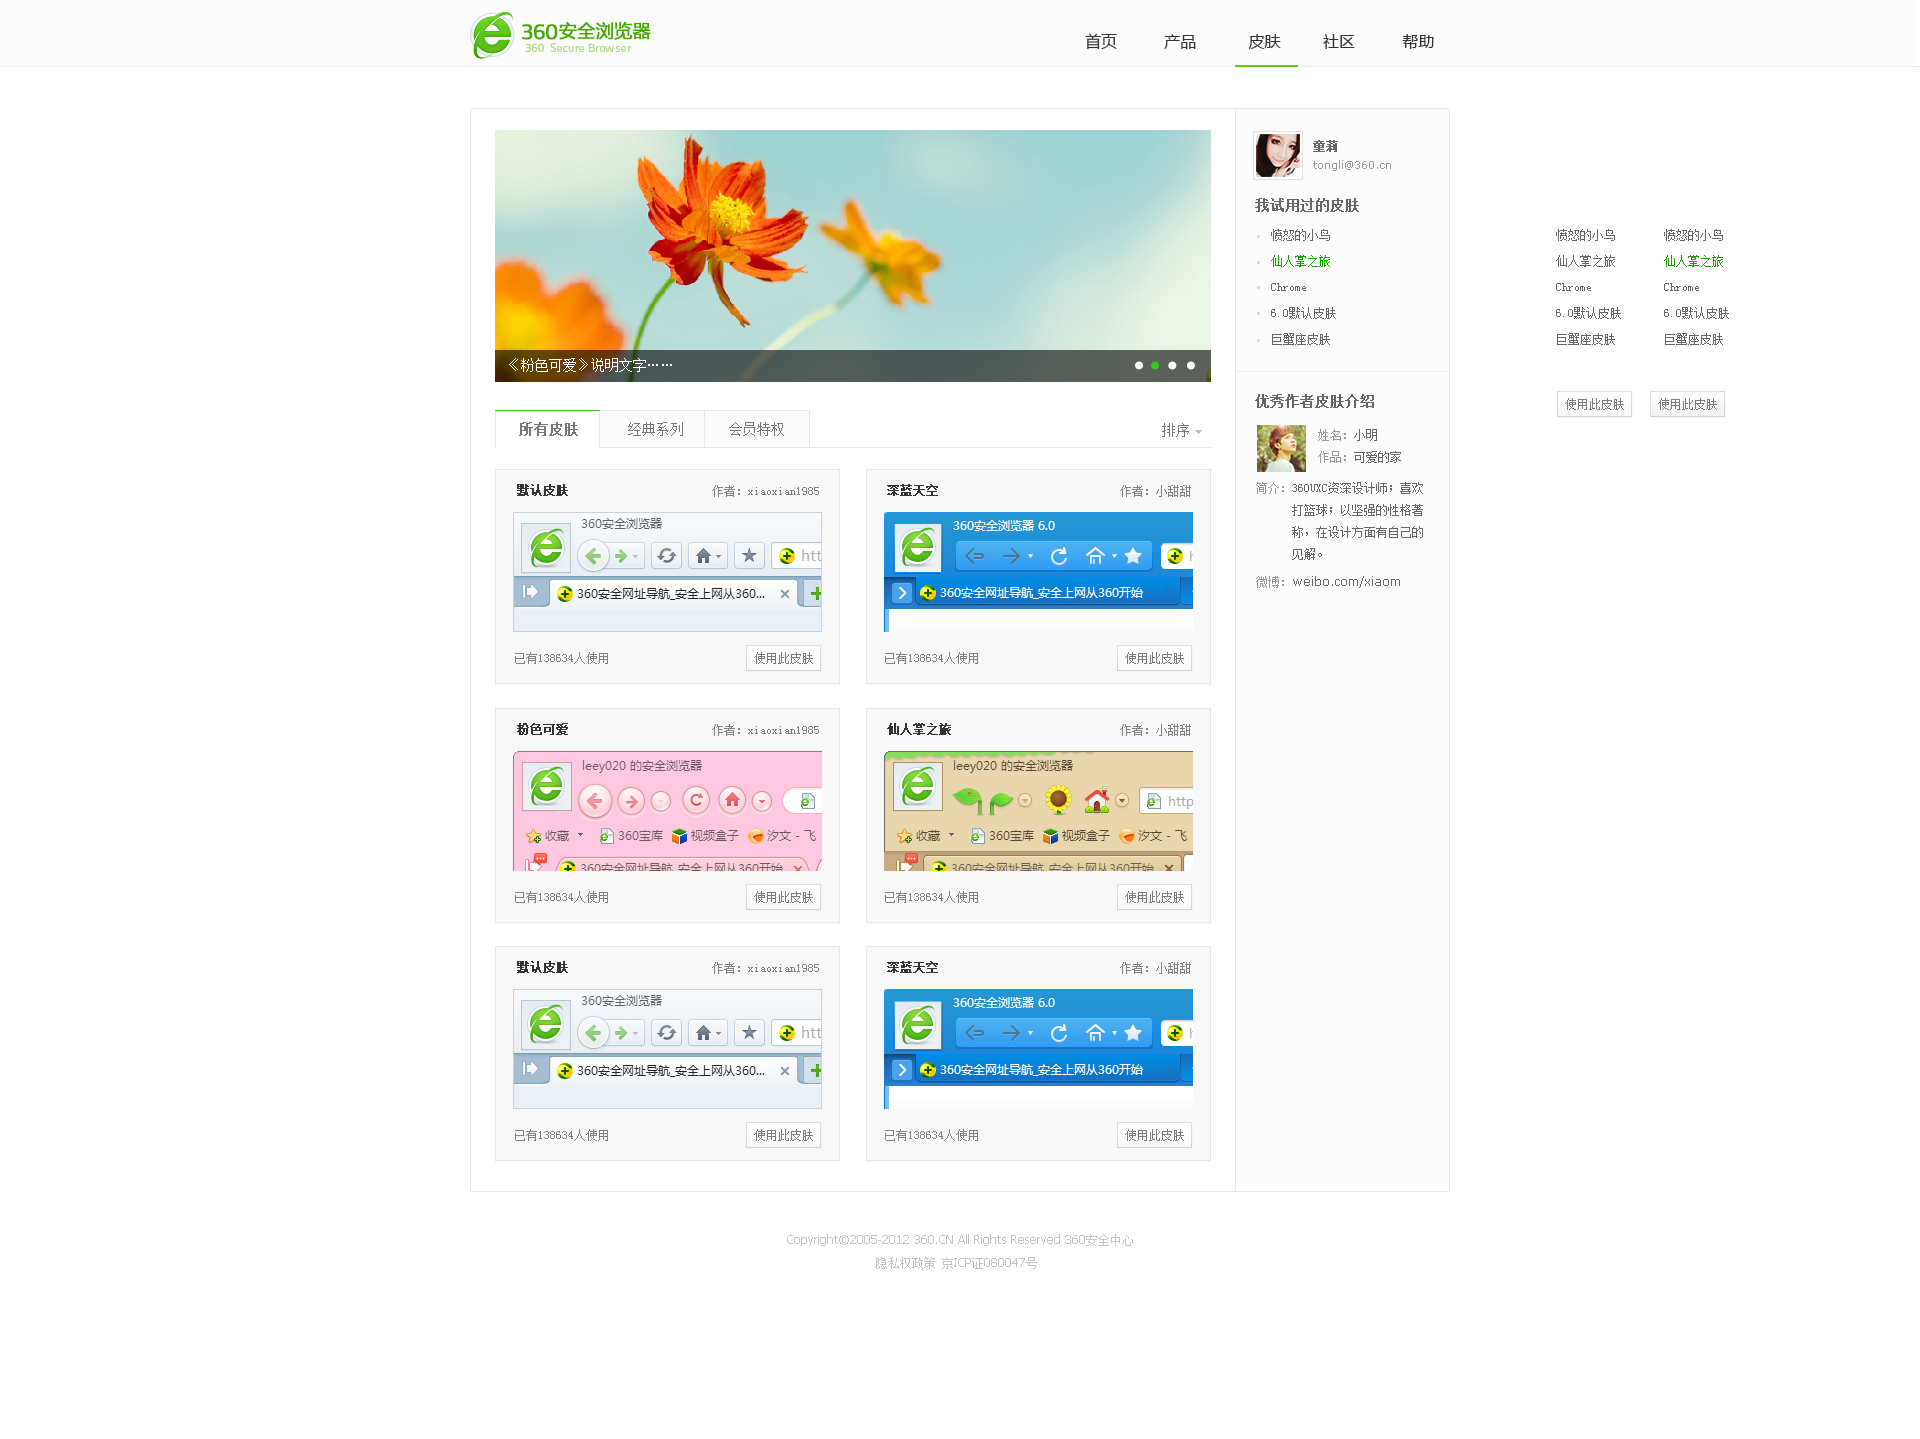 360安全浏览器
360 Secure Browser
首页 产品 皮肤 社区 帮助
《粉色可爱》说明文字……
所有皮肤 经典系列 会员特权 排序
默认皮肤 作者：xiaoxian1985
360安全浏览器
htt
360安全网址导航_安全上网从360...
已有138634人使用 使用此皮肤
深蓝天空 作者：小甜甜
360安全浏览器 6.0
360安全网址导航_安全上网从360开始
已有138634人使用 使用此皮肤
粉色可爱 作者：xiaoxian1985
leey020 的安全浏览器
收藏 360宝库 视频盒子 汐文 - 飞
360安全网址导航_安全上网从360开始
已有138634人使用 使用此皮肤
仙人掌之旅 作者：小甜甜
leey020 的安全浏览器
http
收藏 360宝库 视频盒子 汐文 - 飞
360安全网址导航_安全上网从360开始
已有138634人使用 使用此皮肤
默认皮肤 作者：xiaoxian1985
360安全浏览器
htt
360安全网址导航_安全上网从360...
已有138634人使用 使用此皮肤
深蓝天空 作者：小甜甜
360安全浏览器 6.0
360安全网址导航_安全上网从360开始
已有138634人使用 使用此皮肤
童莉
tongli@360.cn
我试用过的皮肤
愤怒的小鸟
仙人掌之旅
Chrome
6.0默认皮肤
巨蟹座皮肤
优秀作者皮肤介绍
姓名：小明
作品：可爱的家
简介：360UXC资深设计师；喜欢
打篮球；以坚强的性格著
称，在设计方面有自己的
见解。
微博：weibo.com/xiaom
愤怒的小鸟 愤怒的小鸟
仙人掌之旅 仙人掌之旅
Chrome Chrome
6.0默认皮肤 6.0默认皮肤
巨蟹座皮肤 巨蟹座皮肤
使用此皮肤 使用此皮肤
Copyright©2005-2012 360.CN All Rights Reserved 360安全中心
隐私权政策 京ICP证080047号